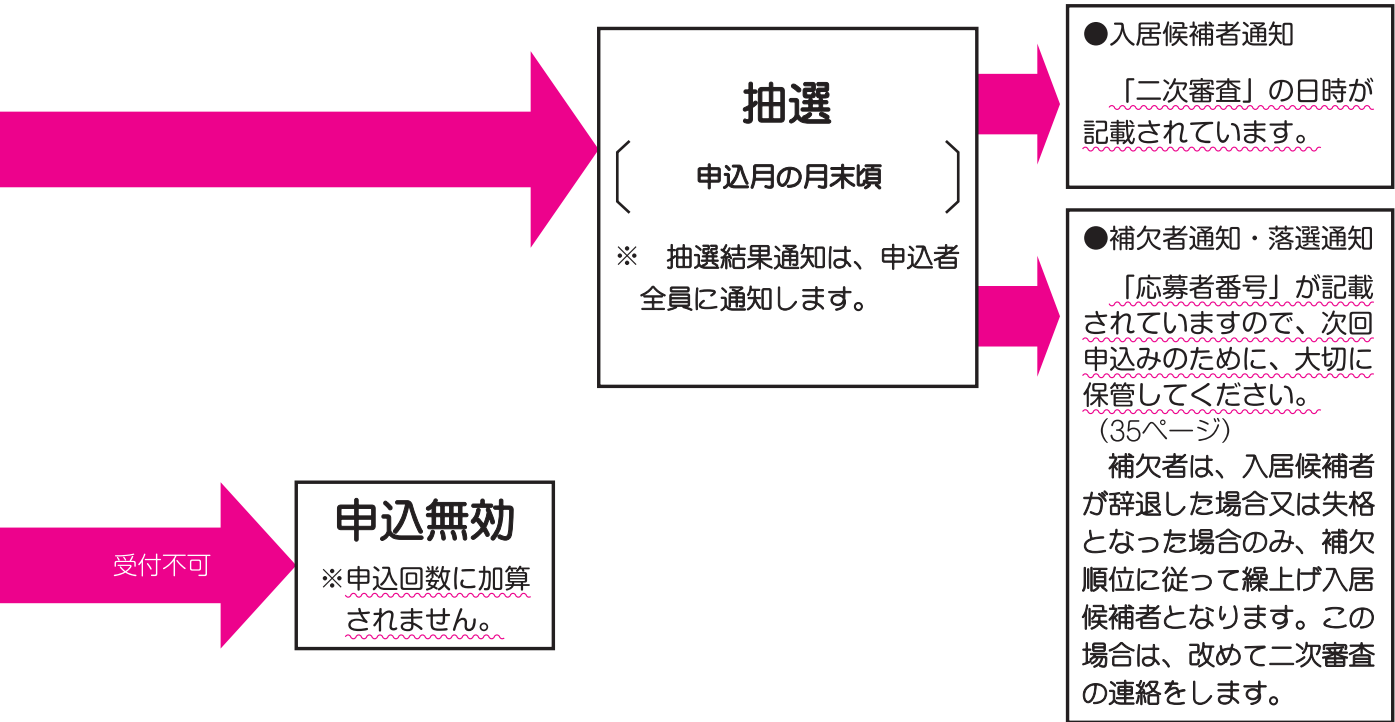 抽選
申込月の月末頃
※　抽選結果通知は、申込者
全員に通知します。
●入居候補者通知
「二次審査」の日時が
記載されています。
●補欠者通知・落選通知
「応募者番号」が記載
されていますので、次回
申込みのために、大切に
保管してください。
（35ページ）
補欠者は、入居候補者
が辞退した場合又は失格
となった場合のみ、補欠
順位に従って繰上げ入居
候補者となります。この
場合は、改めて二次審査
の連絡をします。
受付不可
申込無効
※申込回数に加算
されません。